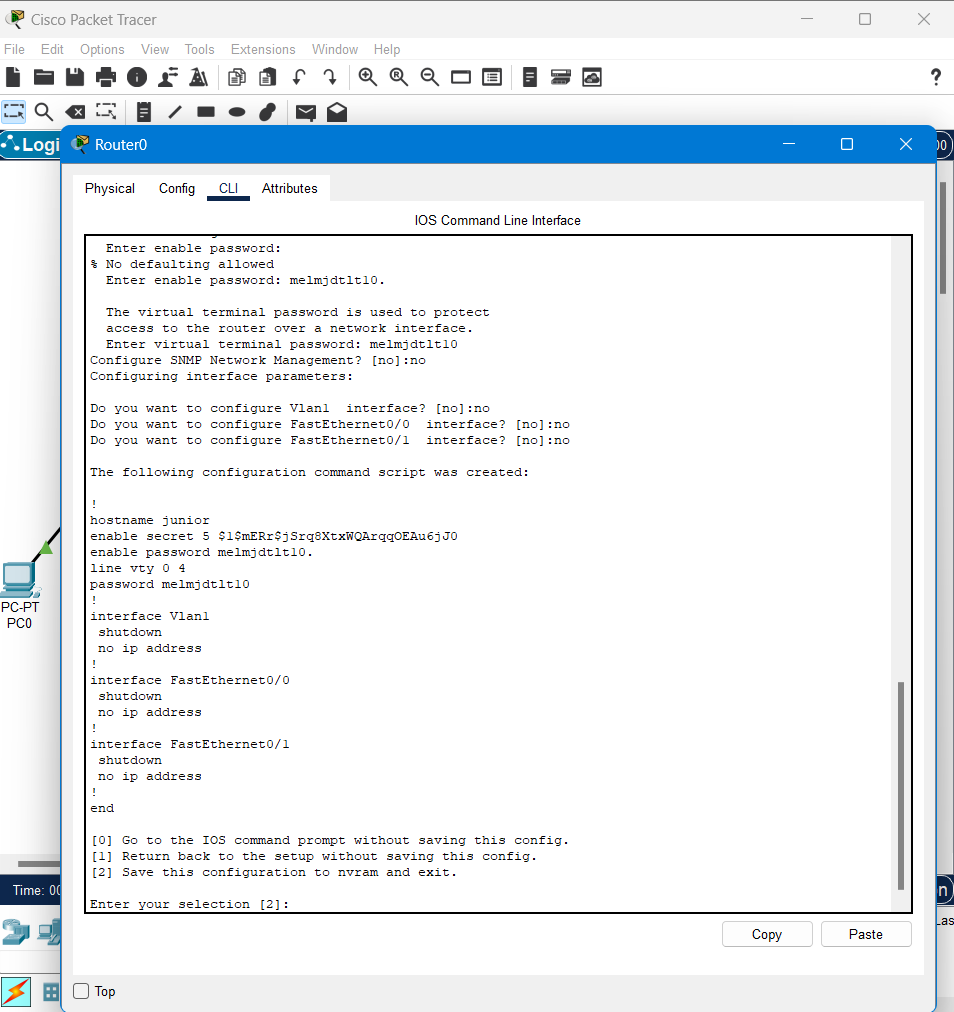 Cisco Packet Tracer
File Edit Options View Tools Extensions Window Help
?
Logi
Router0
00
Physical Config CLI Attributes
IOS Command Line Interface
Enter enable password:
% No defaulting allowed
Enter enable password: melmjdtlt10.
The virtual terminal password is used to protect
access to the router over a network interface.
Enter virtual terminal password: melmjdtlt10
Configure SNMP Network Management? [no]:no
Configuring interface parameters:
Do you want to configure Vlan1  interface? [no]:no
Do you want to configure FastEthernet0/0  interface? [no]:no
Do you want to configure FastEthernet0/1  interface? [no]:no
The following configuration command script was created:
!
hostname junior
enable secret 5 $1$mERr$jSrq8XtxWQArqqOEAu6jJ0
enable password melmjdtlt10.
line vty 0 4
password melmjdtlt10
!
interface Vlan1
shutdown
no ip address
!
interface FastEthernet0/0
shutdown
no ip address
!
interface FastEthernet0/1
shutdown
no ip address
!
end
[0] Go to the IOS command prompt without saving this config.
[1] Return back to the setup without saving this config.
[2] Save this configuration to nvram and exit.
Enter your selection [2]:
Copy Paste
Top
PC-PT
PC0
Time: 00
n
Las